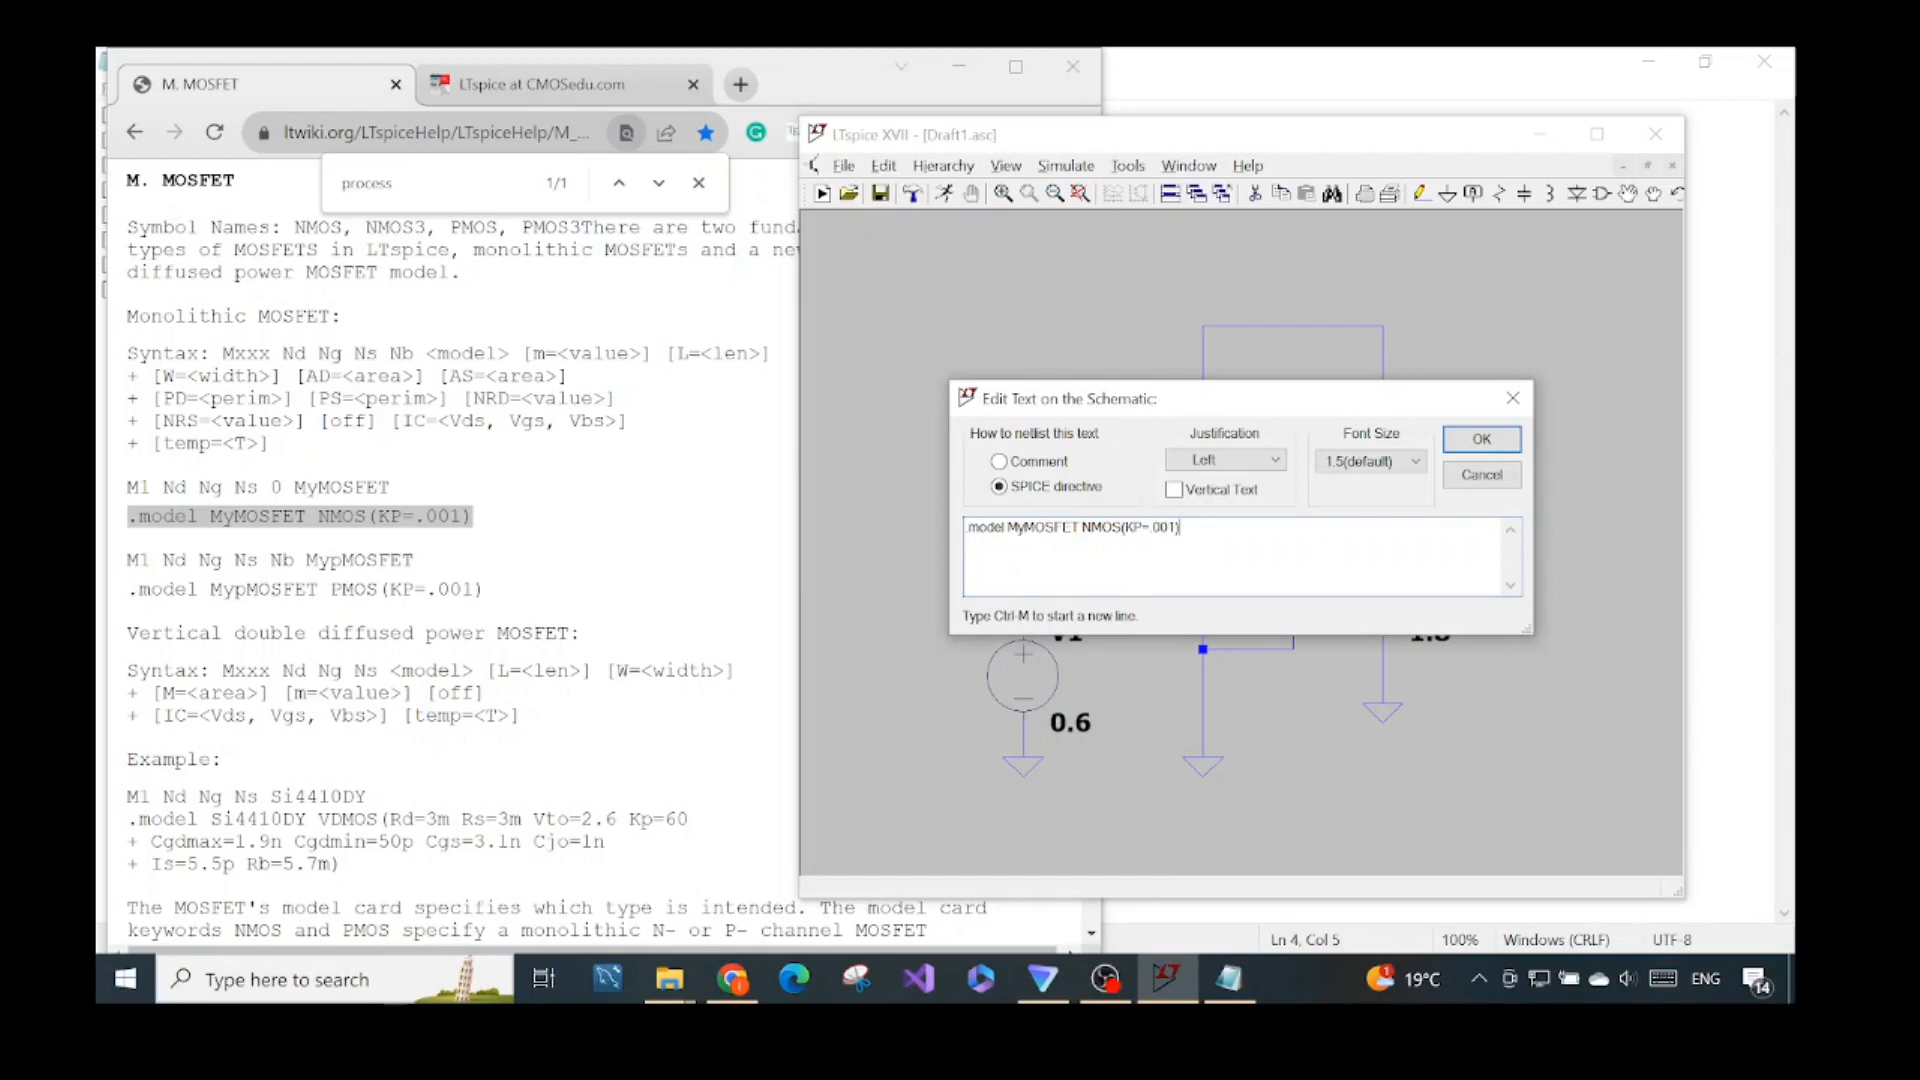 M. MOSFET
LTspice at CMOSedu.com
ltwiki.org/LTspiceHelp/LTspiceHelp/M_...
process 1/1
M. MOSFET
Symbol Names: NMOS, NMOS3, PMOS, PMOS3There are two fund
types of MOSFETS in LTspice, monolithic MOSFETs and a new
diffused power MOSFET model.
Monolithic MOSFET:
Syntax: Mxxx Nd Ng Ns Nb <model> [m=<value>] [L=<len>]
+ [W=<width>] [AD=<area>] [AS=<area>]
+ [PD=<perim>] [PS=<perim>] [NRD=<value>]
+ [NRS=<value>] [off] [IC=<Vds, Vgs, Vbs>]
+ [temp=<T>]
M1 Nd Ng Ns 0 MyMOSFET
.model MyMOSFET NMOS(KP=.001)
M1 Nd Ng Ns Nb MypMOSFET
.model MypMOSFET PMOS(KP=.001)
Vertical double diffused power MOSFET:
Syntax: Mxxx Nd Ng Ns <model> [L=<len>] [W=<width>]
+ [M=<area>] [m=<value>] [off]
+ [IC=<Vds, Vgs, Vbs>] [temp=<T>]
Example:
M1 Nd Ng Ns Si4410DY
.model Si4410DY VDMOS(Rd=3m Rs=3m Vto=2.6 Kp=60
+ Cgdmax=1.9n Cgdmin=50p Cgs=3.1n Cjo=1n
+ Is=5.5p Rb=5.7m)
The MOSFET's model card specifies which type is intended. The model card
keywords NMOS and PMOS specify a monolithic N- or P- channel MOSFET
LTspice XVII - [Draft1.asc]
File Edit Hierarchy View Simulate Tools Window Help
Edit Text on the Schematic:
How to netlist this text
Comment
SPICE directive
Justification
Left
Vertical Text
Font Size
1.5(default)
OK
Cancel
.model MyMOSFET NMOS(KP=.001)
Type Ctrl-M to start a new line.
0.6
Ln 4, Col 5 100% Windows (CRLF) UTF-8
Type here to search
1 19°C ENG 14